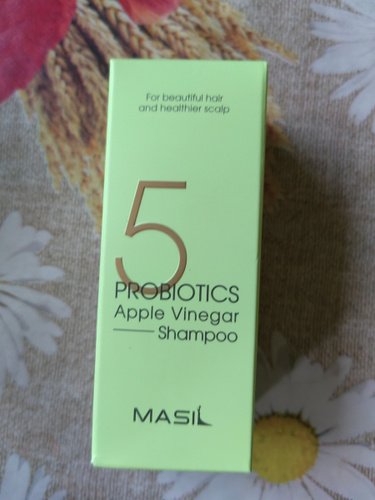 For beautiful hair
and healthier scalp
5
PROBIOTICS
Apple Vinegar
Shampoo
MASIL